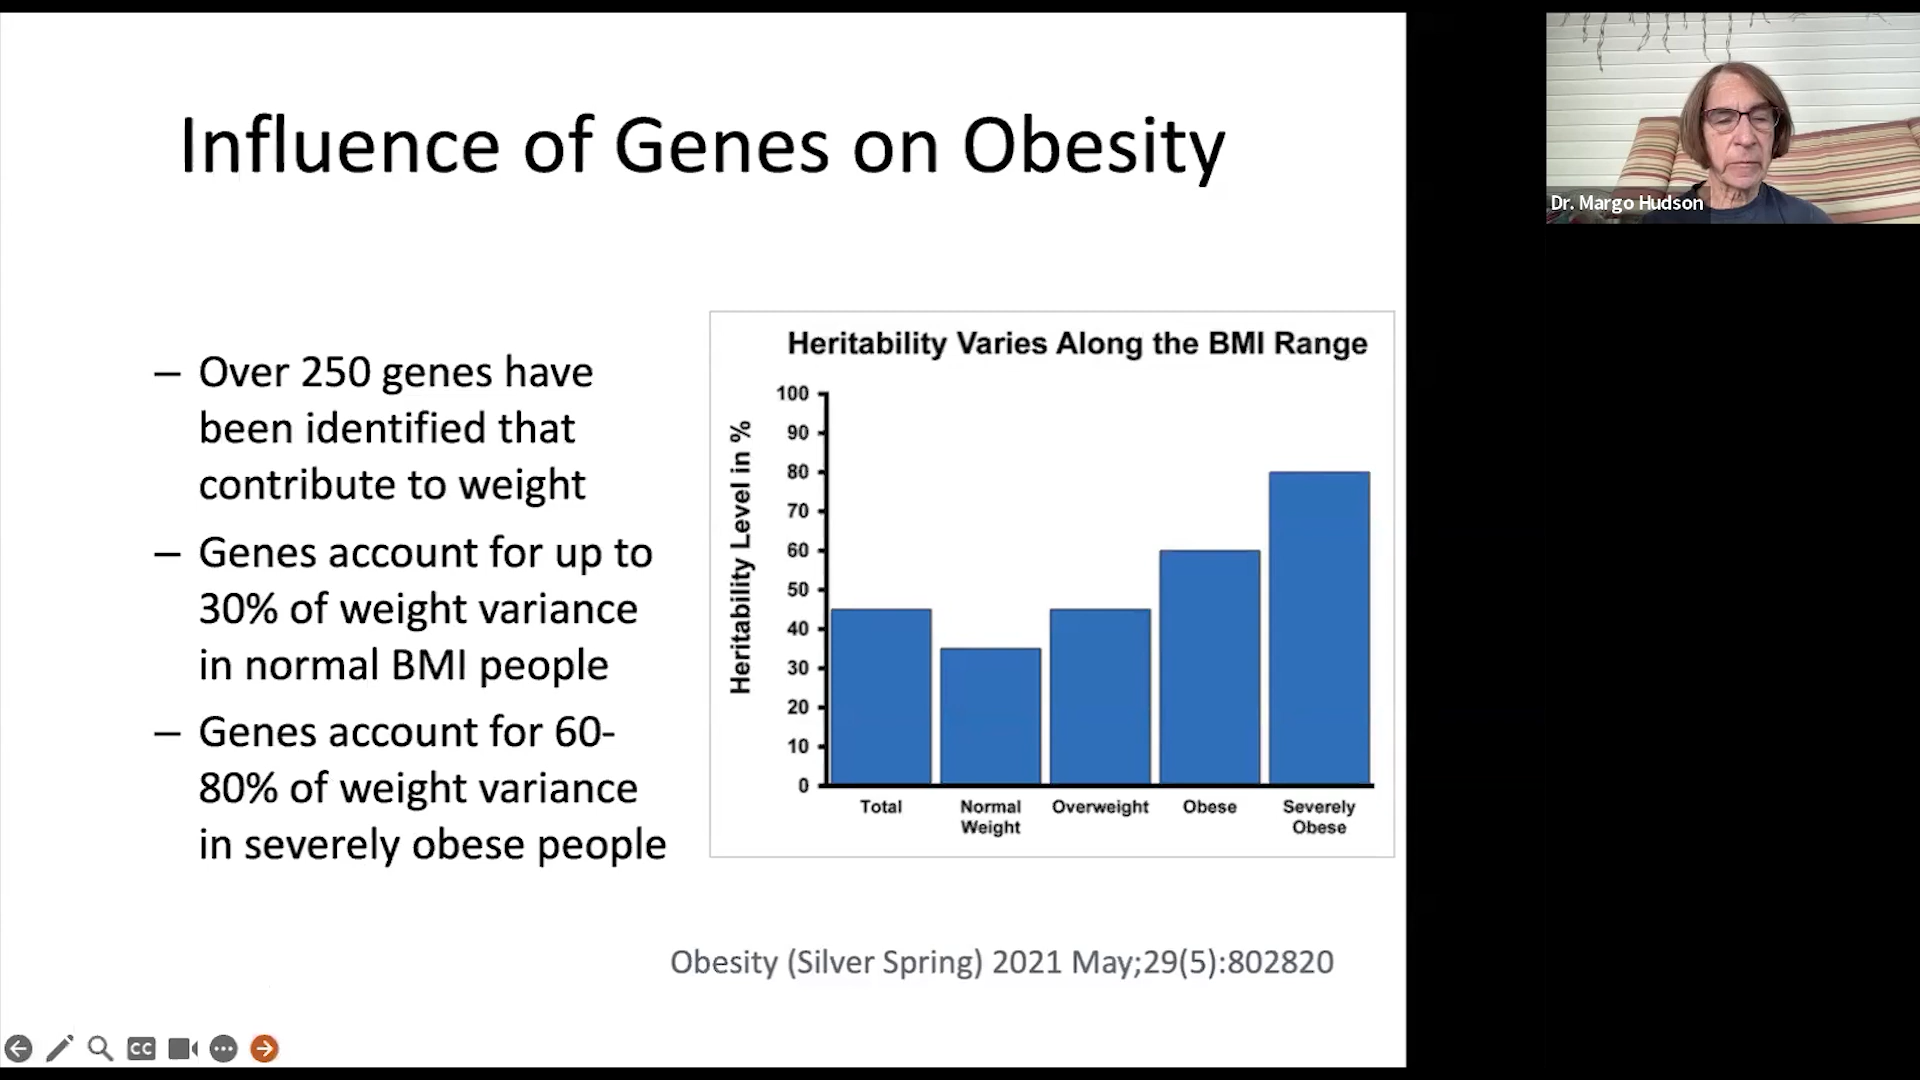 Influence of Genes on Obesity
Dr. Margo Hudson
– Over 250 genes have
been identified that
contribute to weight
– Genes account for up to
30% of weight variance
in normal BMI people
– Genes account for 60-
80% of weight variance
in severely obese people
Heritability Varies Along the BMI Range
Heritability Level in %
100
90
80
70
60
50
40
30
20
10
0
Total
Normal
Weight
Overweight
Obese
Severely
Obese
Obesity (Silver Spring) 2021 May;29(5):802820
CC